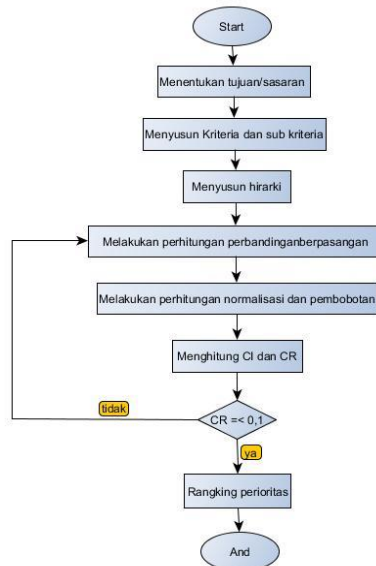 Start
Menentukan tujuan/sasaran
Menyusun Kriteria dan sub kriteria
Menyusun hirarki
Melakukan perhitungan perbandinganberpasangan
Melakukan perhitungan normalisasi dan pembobotan
Menghitung CI dan CR
tidak
CR =< 0,1
ya
Rangking perioritas
And